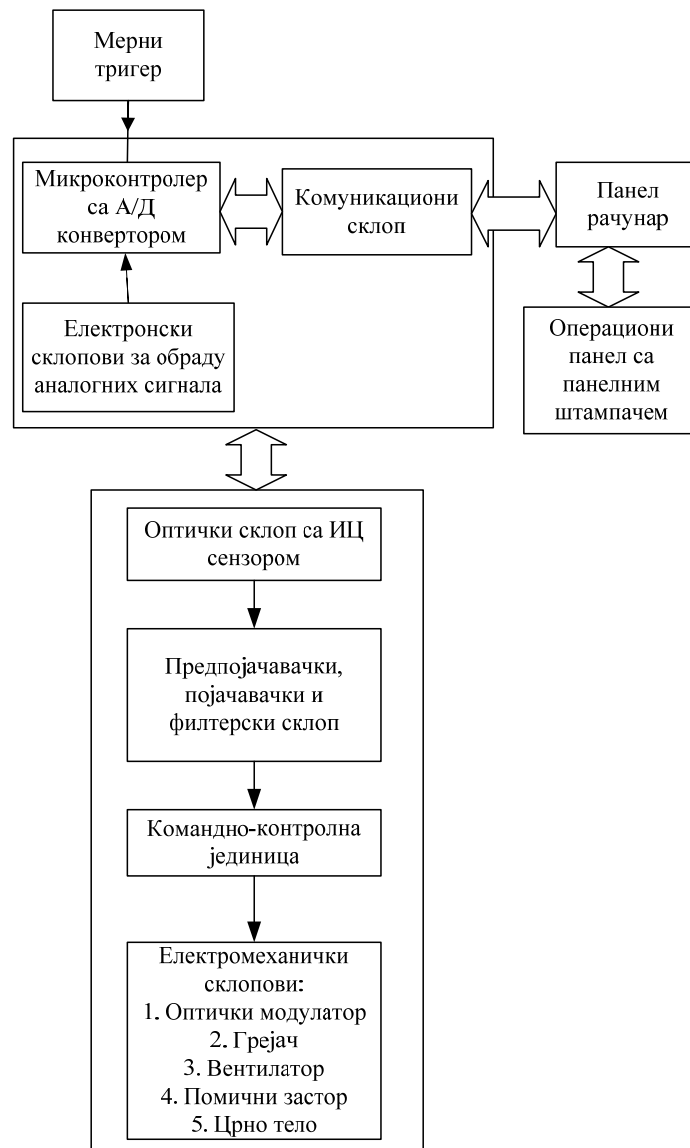 Мерни
тригер
Микроконтролер
са А/Д
конвертором
Комуникациони
склоп
Панел
рачунар
Електронски
склопови за обраду
аналогних сигнала
Операциони
панел са
панелним
штампачем
Оптички склоп са ИЦ
сензором
Предпојачавачки,
појачавачки и
филтерски склоп
Командно-контролна
јединица
Електромеханички
склопови:
1. Оптички модулатор
2. Грејач
3. Вентилатор
4. Помични застор
5. Црно тело